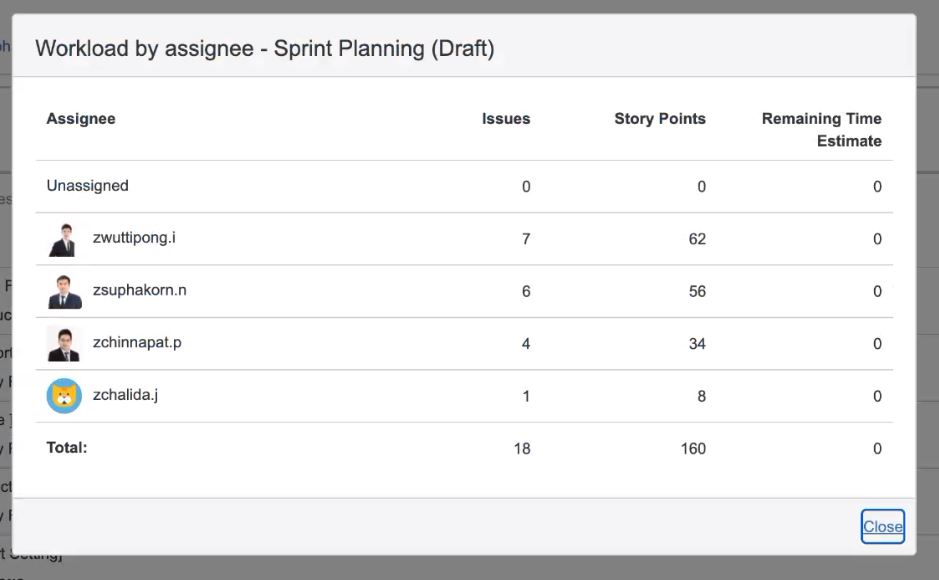 Workload by assignee - Sprint Planning (Draft)
Assignee Issues Story Points Remaining Time Estimate
Unassigned 0 0 0
zwuttipong.i 7 62 0
zsuphakorn.n 6 56 0
zchinnapat.p 4 34 0
zchalida.j 1 8 0
Total: 18 160 0
Close